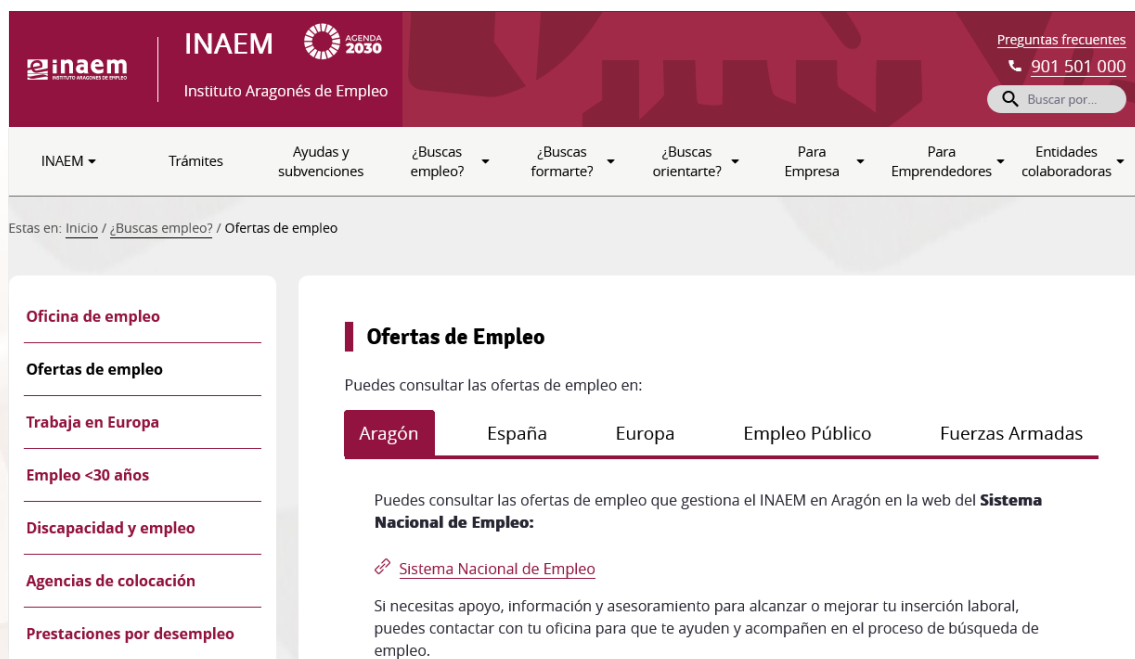 inaem
INSTITUTO ARAGONÉS DE EMPLEO
INAEM
AGENDA
2030
Instituto Aragonés de Empleo
Preguntas frecuentes
901 501 000
Buscar por...
INAEM
Trámites
Ayudas y
subvenciones
¿Buscas
empleo?
¿Buscas
formarte?
¿Buscas
orientarte?
Para
Empresa
Para
Emprendedores
Entidades
colaboradoras
Estas en: Inicio / ¿Buscas empleo? / Ofertas de empleo
Oficina de empleo
Ofertas de empleo
Trabaja en Europa
Empleo <30 años
Discapacidad y empleo
Agencias de colocación
Prestaciones por desempleo
Ofertas de Empleo
Puedes consultar las ofertas de empleo en:
Aragón España Europa Empleo Público Fuerzas Armadas
Puedes consultar las ofertas de empleo que gestiona el INAEM en Aragón en la web del Sistema
Nacional de Empleo:
Sistema Nacional de Empleo
Si necesitas apoyo, información y asesoramiento para alcanzar o mejorar tu inserción laboral,
puedes contactar con tu oficina para que te ayuden y acompañen en el proceso de búsqueda de
empleo.